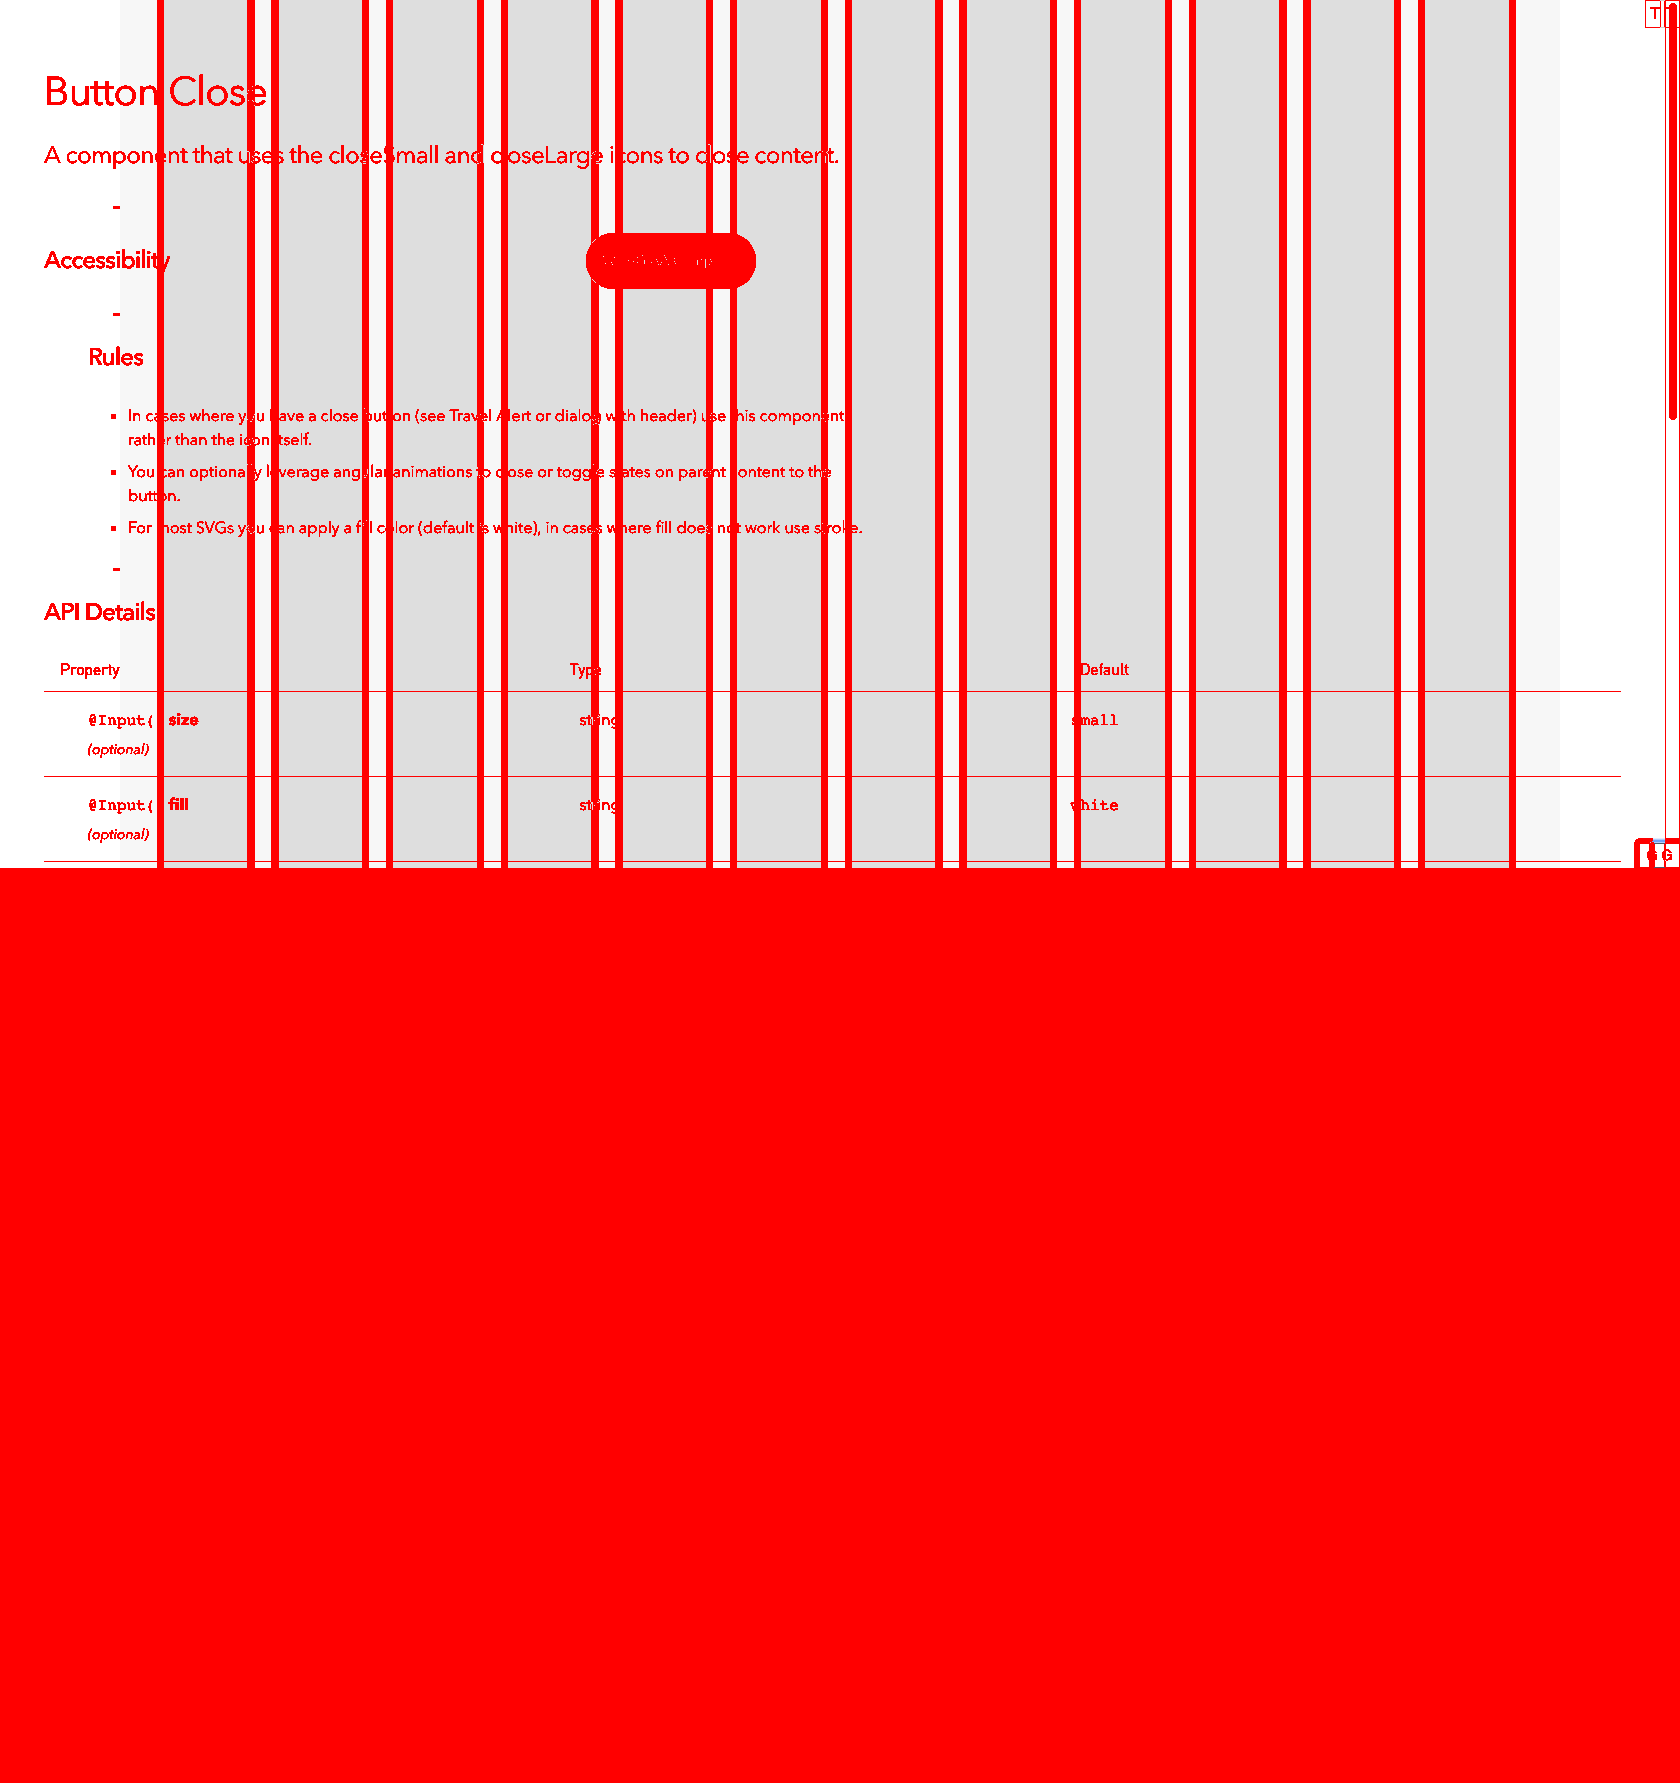 T
Button Close
A component that uses the closeSmall and closeLarge icons to close content.
-
Accessibility
-
Rules
▪ In cases where you have a close button (see Travel Alert or dialog with header) use this component
rather than the icon itself.
▪ You can optionally leverage angular animations to close or toggle states on parent content to the
button.
▪ For most SVGs you can apply a fill color (default is white), in cases where fill does not work use stroke.
-
API Details
Property Type Default
@Input( size string small
(optional)
@Input( fill string white
(optional)
G G